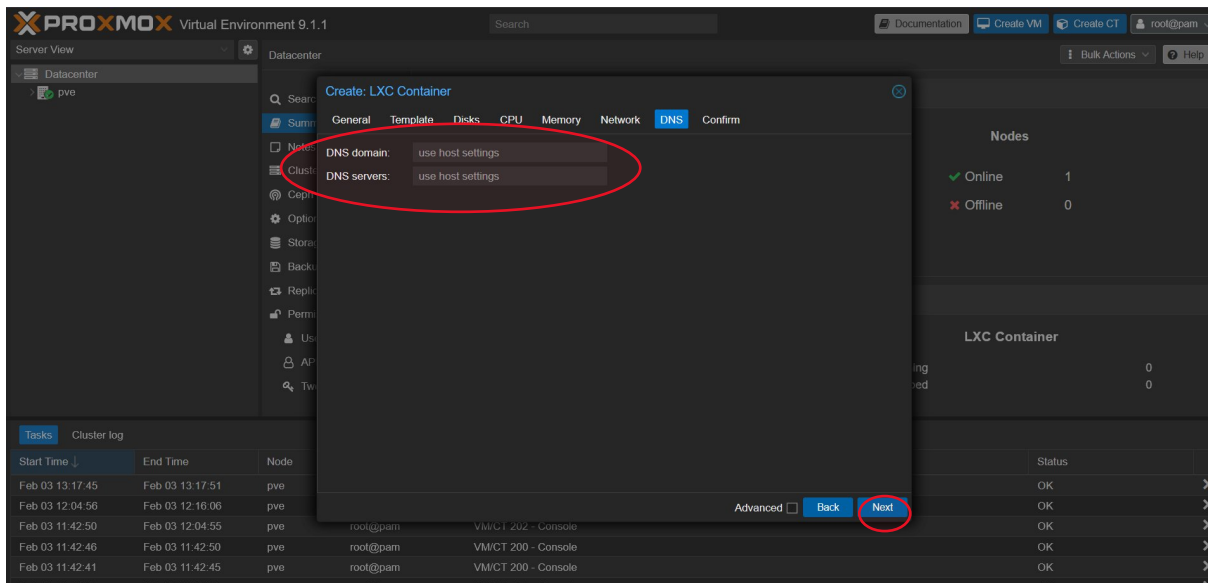 PROXMOX Virtual Environment 9.1.1
Search
Documentation
Create VM
Create CT
root@pam
Server View
Datacenter
Bulk Actions
Help
Datacenter
pve
Create: LXC Container
General Template Disks CPU Memory Network DNS Confirm
DNS domain: use host settings
DNS servers: use host settings
Advanced Back Next
Nodes
Online 1
Offline 0
LXC Container
0
0
Tasks Cluster log
Start Time End Time Node Status
Feb 03 13:17:45 Feb 03 13:17:51 pve OK
Feb 03 12:04:56 Feb 03 12:16:06 pve OK
Feb 03 11:42:50 Feb 03 12:04:55 pve root@pam VM/CT 202 - Console OK
Feb 03 11:42:46 Feb 03 11:42:50 pve root@pam VM/CT 200 - Console OK
Feb 03 11:42:41 Feb 03 11:42:45 pve root@pam VM/CT 200 - Console OK